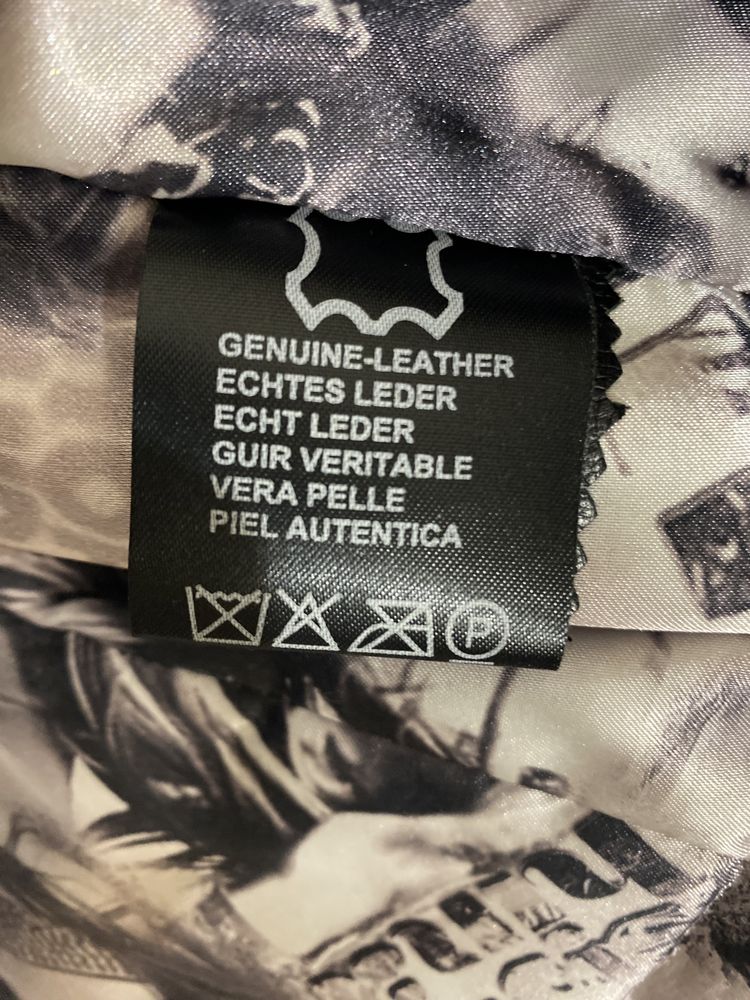 GENUINE-LEATHER
ECHTES LEDER
ECHT LEDER
GUIR VERITABLE
VERA PELLE
PIEL AUTENTICA
P